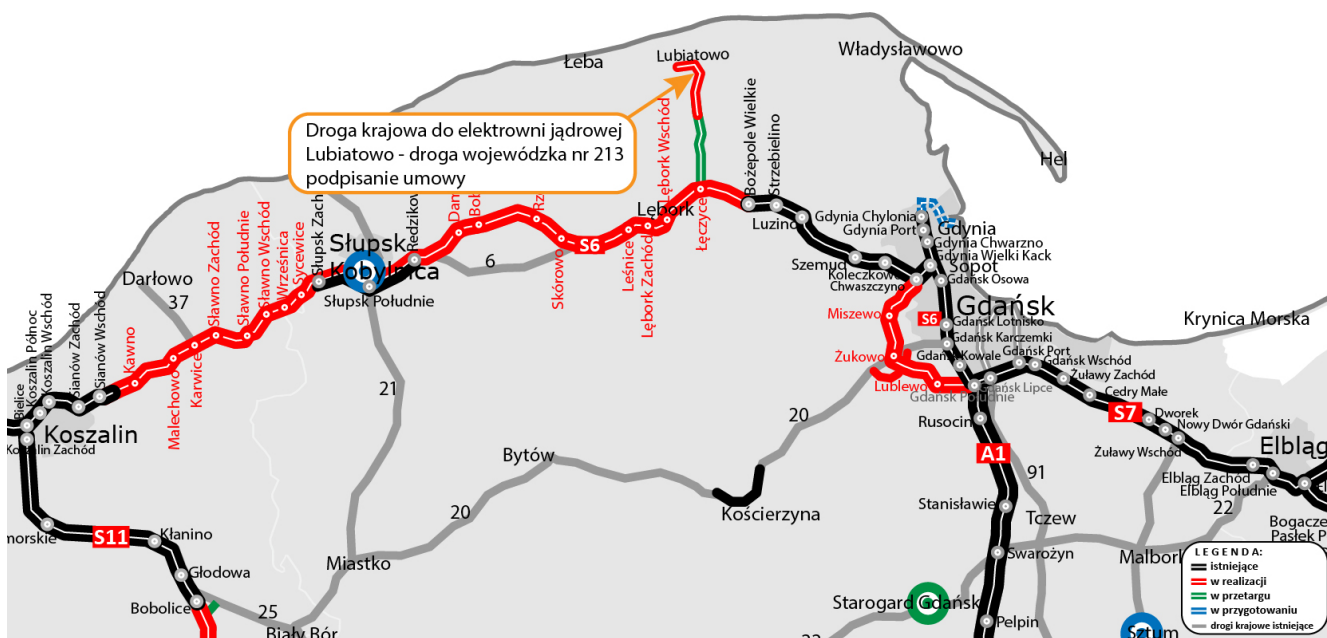 Władysławowo
Łeba
Lubiatowo
Droga krajowa do elektrowni jądrowej
Lubiatowo - droga wojewódzka nr 213
podpisanie umowy
Hel
Lębork Wschód
Bożepole Wielkie
Strzebielino
Luzino
Łęczyce
Lębork
Lębork Zachód
Leśnice
S6
Skórowo
6
Redzikowo
Słupsk
Kobylnica
Słupsk Południe
Sycewice
Wrześnica
Sławno Wschód
Sławno Południe
Sławno Zachód
Darłowo
37
Karwice
Malechowo
Kawno
Sianów Wschód
Sianów Zachód
Koszalin Wschód
Koszalin Północ
Bielice
Koszalin
Koszalin Zachód
Gdynia Chylonia
Gdynia Port
Gdynia
Gdynia Chwarzno
Gdynia Wielki Kack
Sopot
Szemud
Koleczkowo
Chwaszczyno
Gdańsk Osowa
Gdańsk
Miszewo
S6
Gdańsk Lotnisko
Krynica Morska
Gdańsk Karczemki
Żukowo
Gdańsk Kowale
Gdańsk Port
Gdańsk Wschód
Żuławy Zachód
Lublewo
Gdańsk Lipce
Gdańsk Południe
Cedry Małe
S7
Dworek
Nowy Dwór Gdański
Żuławy Wschód
Elbląg
Elbląg Zachód
Elbląg Południe
22
Rusocin
A1
91
20
21
Bytów
20
Kościerzyna
Stanisławie
Tczew
Swarożyn
Malbork
Miastko
S11
Kłanino
Głodowa
Bobolice
25
Biały Bór
Starogard Gdański
Pelpin
Sztum
LEGENDA:
istniejące
w realizacji
w przetargu
w przygotowaniu
drogi krajowe istniejące